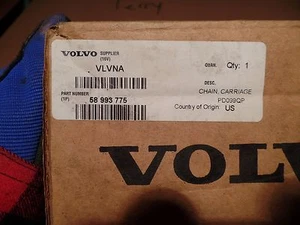 VOLVO SUPPLIER
(10V)
VLVNA
QUAN. Qty: 1
PART NUMBER
(1P) 58 993 775
DESC.
CHAIN, CARRIAGE
PD099QP
Country of Origin US
VOLV